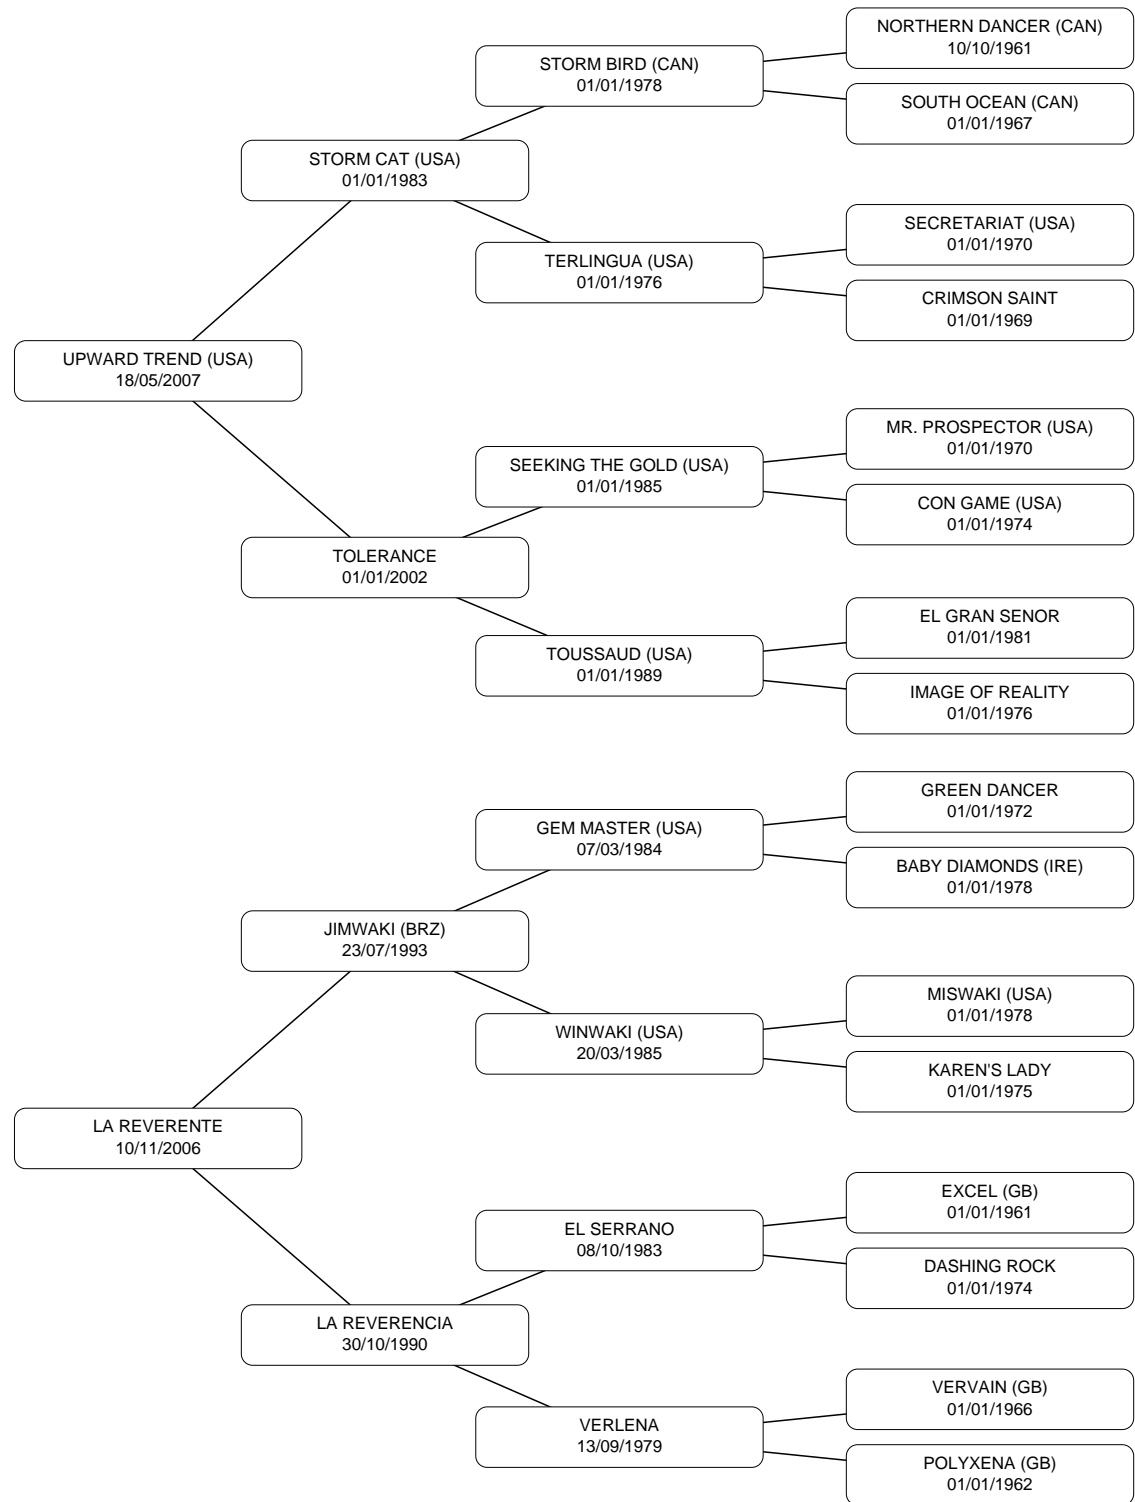 NORTHERN DANCER (CAN)
10/10/1961
STORM BIRD (CAN)
01/01/1978
SOUTH OCEAN (CAN)
01/01/1967
STORM CAT (USA)
01/01/1983
SECRETARIAT (USA)
01/01/1970
TERLINGUA (USA)
01/01/1976
CRIMSON SAINT
01/01/1969
UPWARD TREND (USA)
18/05/2007
MR. PROSPECTOR (USA)
01/01/1970
SEEKING THE GOLD (USA)
01/01/1985
CON GAME (USA)
01/01/1974
TOLERANCE
01/01/2002
EL GRAN SENOR
01/01/1981
TOUSSAUD (USA)
01/01/1989
IMAGE OF REALITY
01/01/1976
GREEN DANCER
01/01/1972
GEM MASTER (USA)
07/03/1984
BABY DIAMONDS (IRE)
01/01/1978
JIMWAKI (BRZ)
23/07/1993
MISWAKI (USA)
01/01/1978
WINWAKI (USA)
20/03/1985
KAREN'S LADY
01/01/1975
LA REVERENTE
10/11/2006
EXCEL (GB)
01/01/1961
EL SERRANO
08/10/1983
DASHING ROCK
01/01/1974
LA REVERENCIA
30/10/1990
VERVAIN (GB)
01/01/1966
VERLENA
13/09/1979
POLYXENA (GB)
01/01/1962